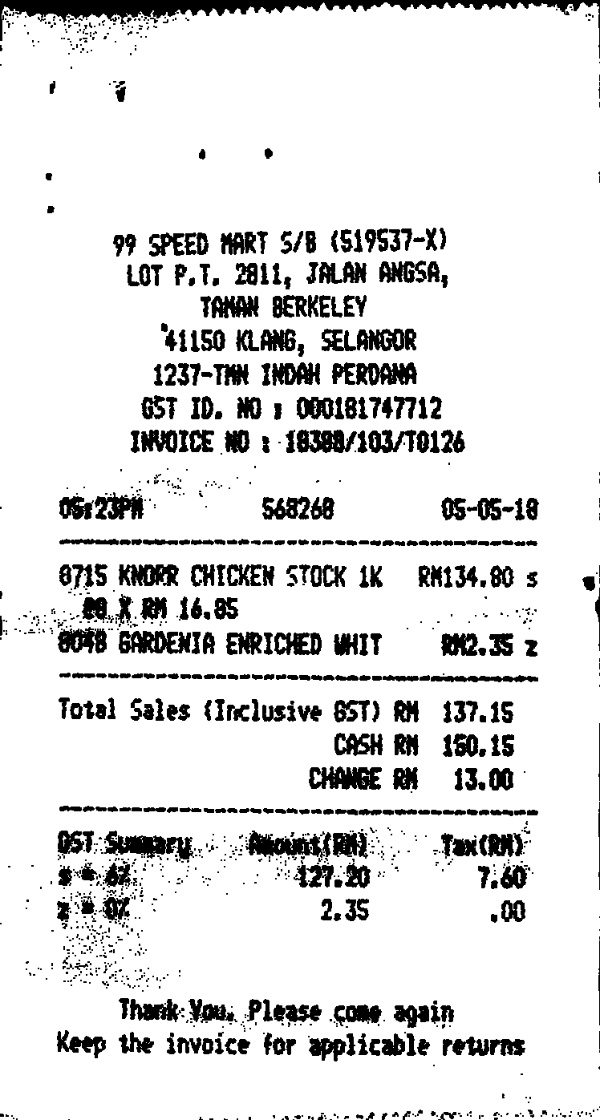 99 SPEED MART S/B (519537-X)
LOT P.T. 2811, JALAN ANGSA,
TAMAN BERKELEY
41150 KLANG, SELANGOR
1237-TMN INDAH PERDANA
GST ID. NO : 000181747712
INVOICE NO : 18388/103/T0126
05:23PM 568268 05-05-18
8715 KNORR CHICKEN STOCK 1K RM134.80 s
X RM 16.85
8048 GARDENIA ENRICHED WHIT RM2.35 z
Total Sales (Inclusive GST) RM 137.15
CASH RM 150.15
CHANGE RM 13.00
GST Summary Amount(RM) Tax(RM)
s = 6% 127.20 7.60
z = 0% 2.35 .00
Thank You. Please come again
Keep the invoice for applicable returns